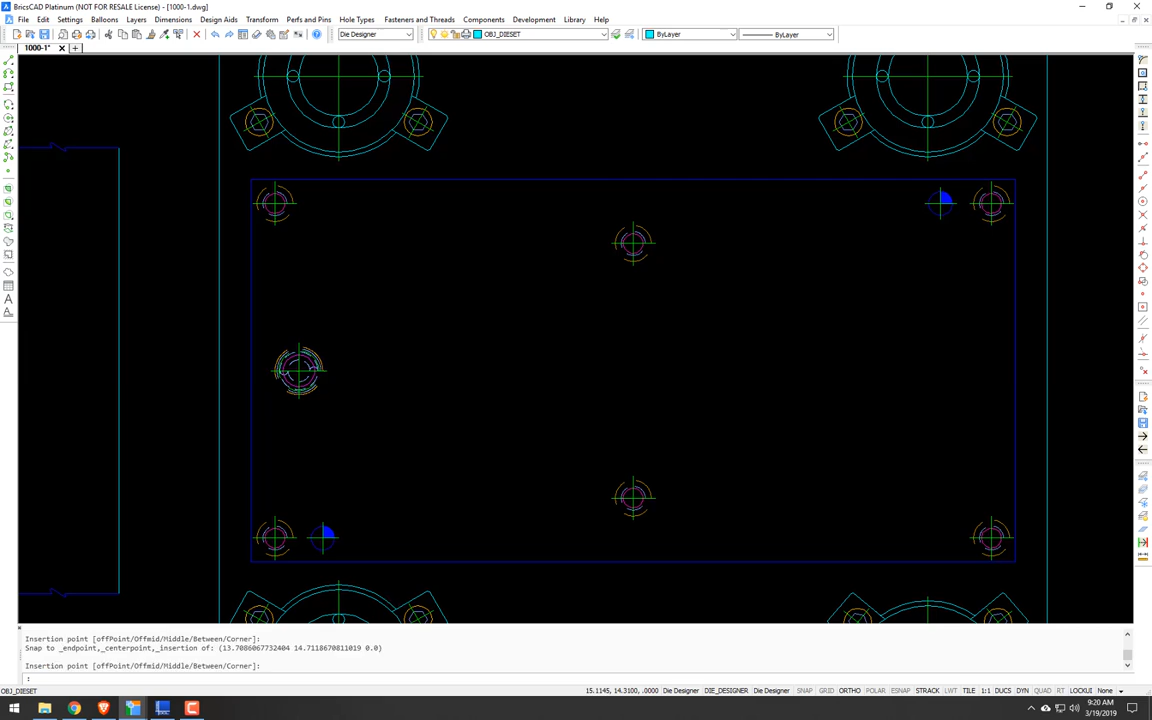 BricsCAD Platinum (NOT FOR RESALE License) - [1000-1.dwg]
File Edit Settings Balloons Layers Dimensions Design Aids Transform Perfs and Pins Hole Types Fasteners and Threads Components Development Library Help
Die Designer OBJ_DIESET ByLayer ByLayer
1000-1*
Insertion point [offPoint/Offmid/Middle/Between/Corner]:
Snap to _endpoint,_centerpoint,_insertion of: (13.7086067732404 14.7118670811019 0.0)
Insertion point [offPoint/Offmid/Middle/Between/Corner]:
:
OBJ_DIESET 15.1145, 14.3100, .0000 Die Designer DIE_DESIGNER Die Designer SNAP GRID ORTHO POLAR ESNAP STRACK LWT TILE 1:1 DUCS DYN QUAD RT LOCKUI None
9:20 AM
3/19/2019